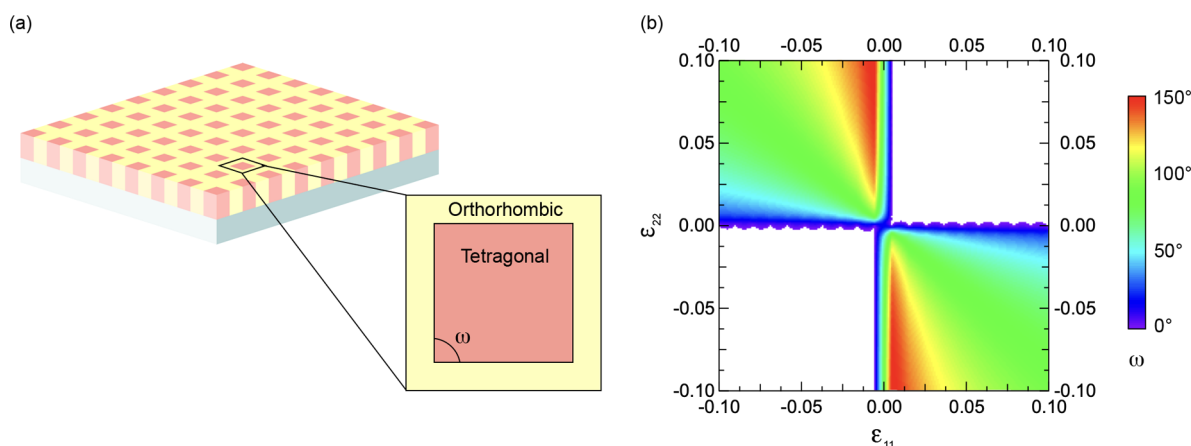 (a)
Orthorhombic
Tetragonal
ω
(b)
-0.10 -0.05 0.00 0.05 0.10
0.10 0.10
0.05 0.05
0.00 0.00
-0.05 -0.05
-0.10 -0.10
-0.10 -0.05 0.00 0.05 0.10
ε22
ε11
150°
100°
50°
0°
ω